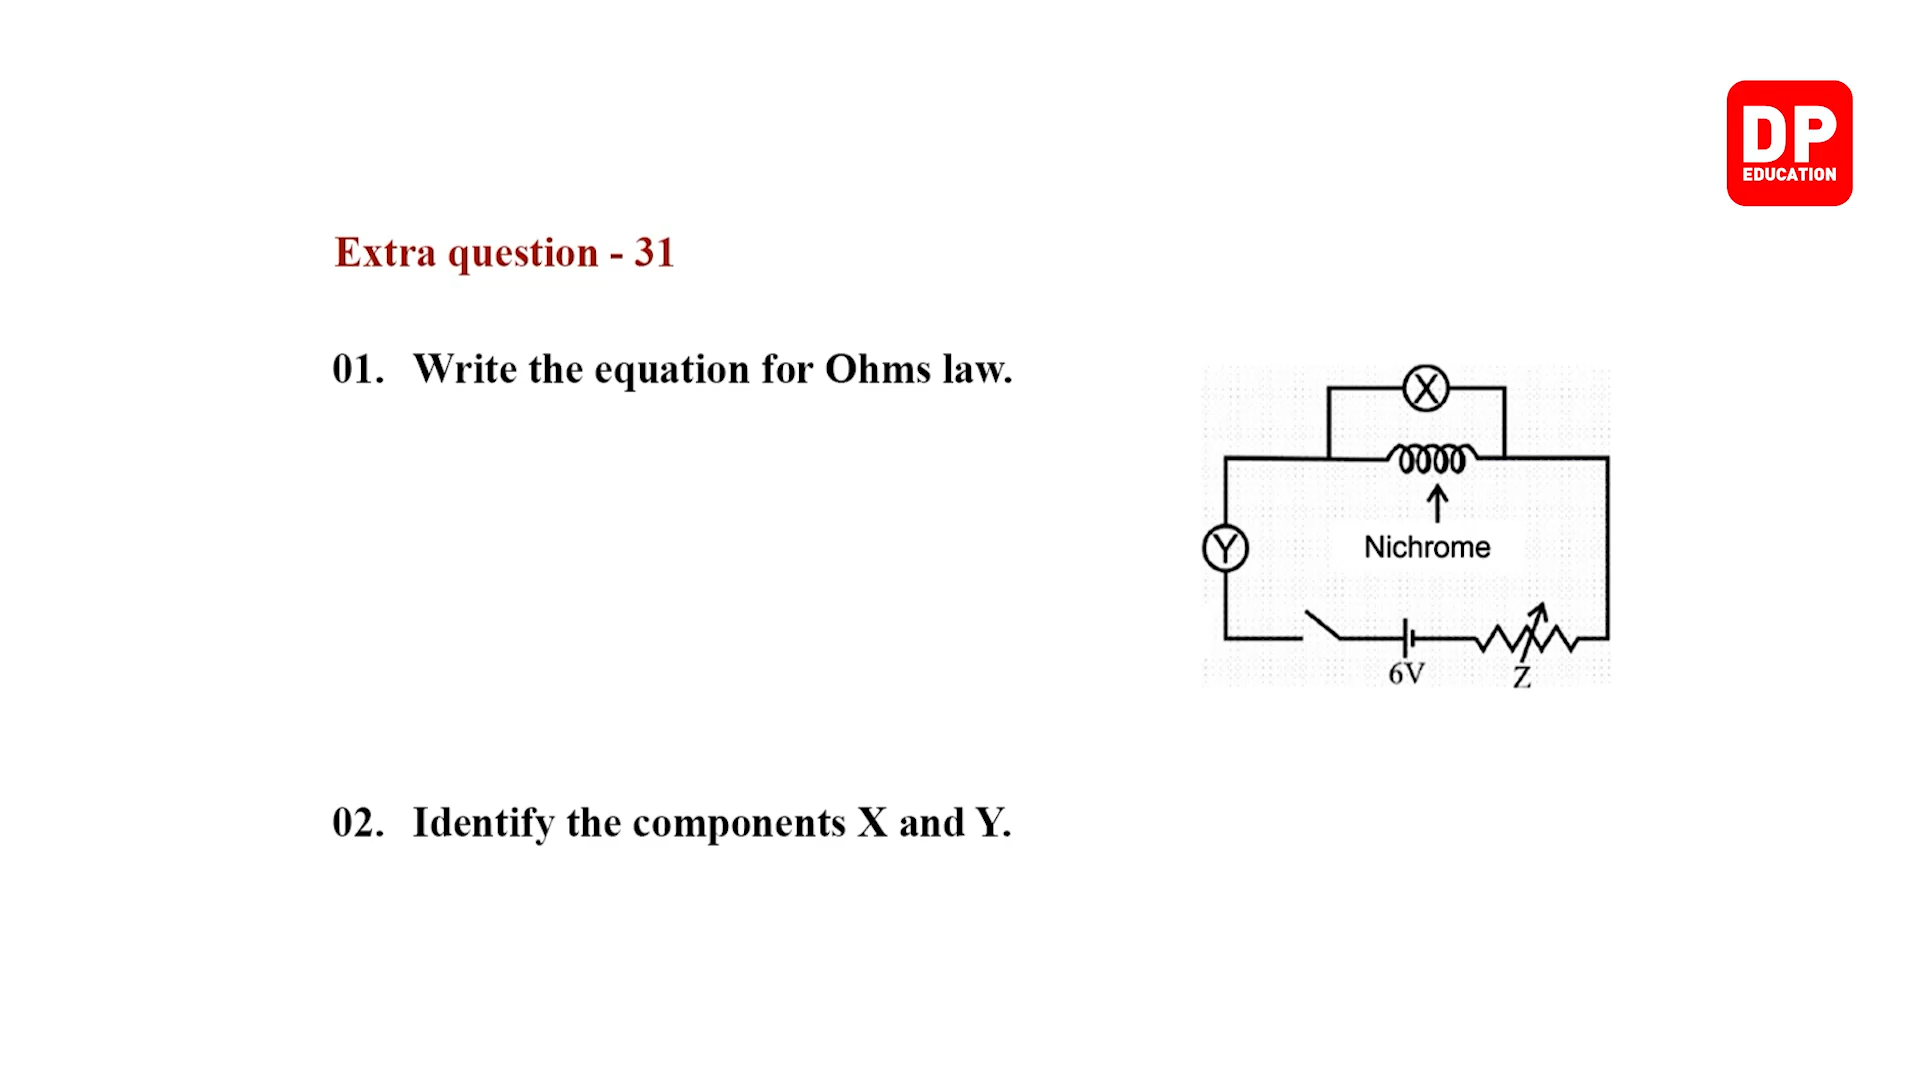 DP
EDUCATION
Extra question - 31
01. Write the equation for Ohms law.
X
Y
Nichrome
6V
Z
02. Identify the components X and Y.